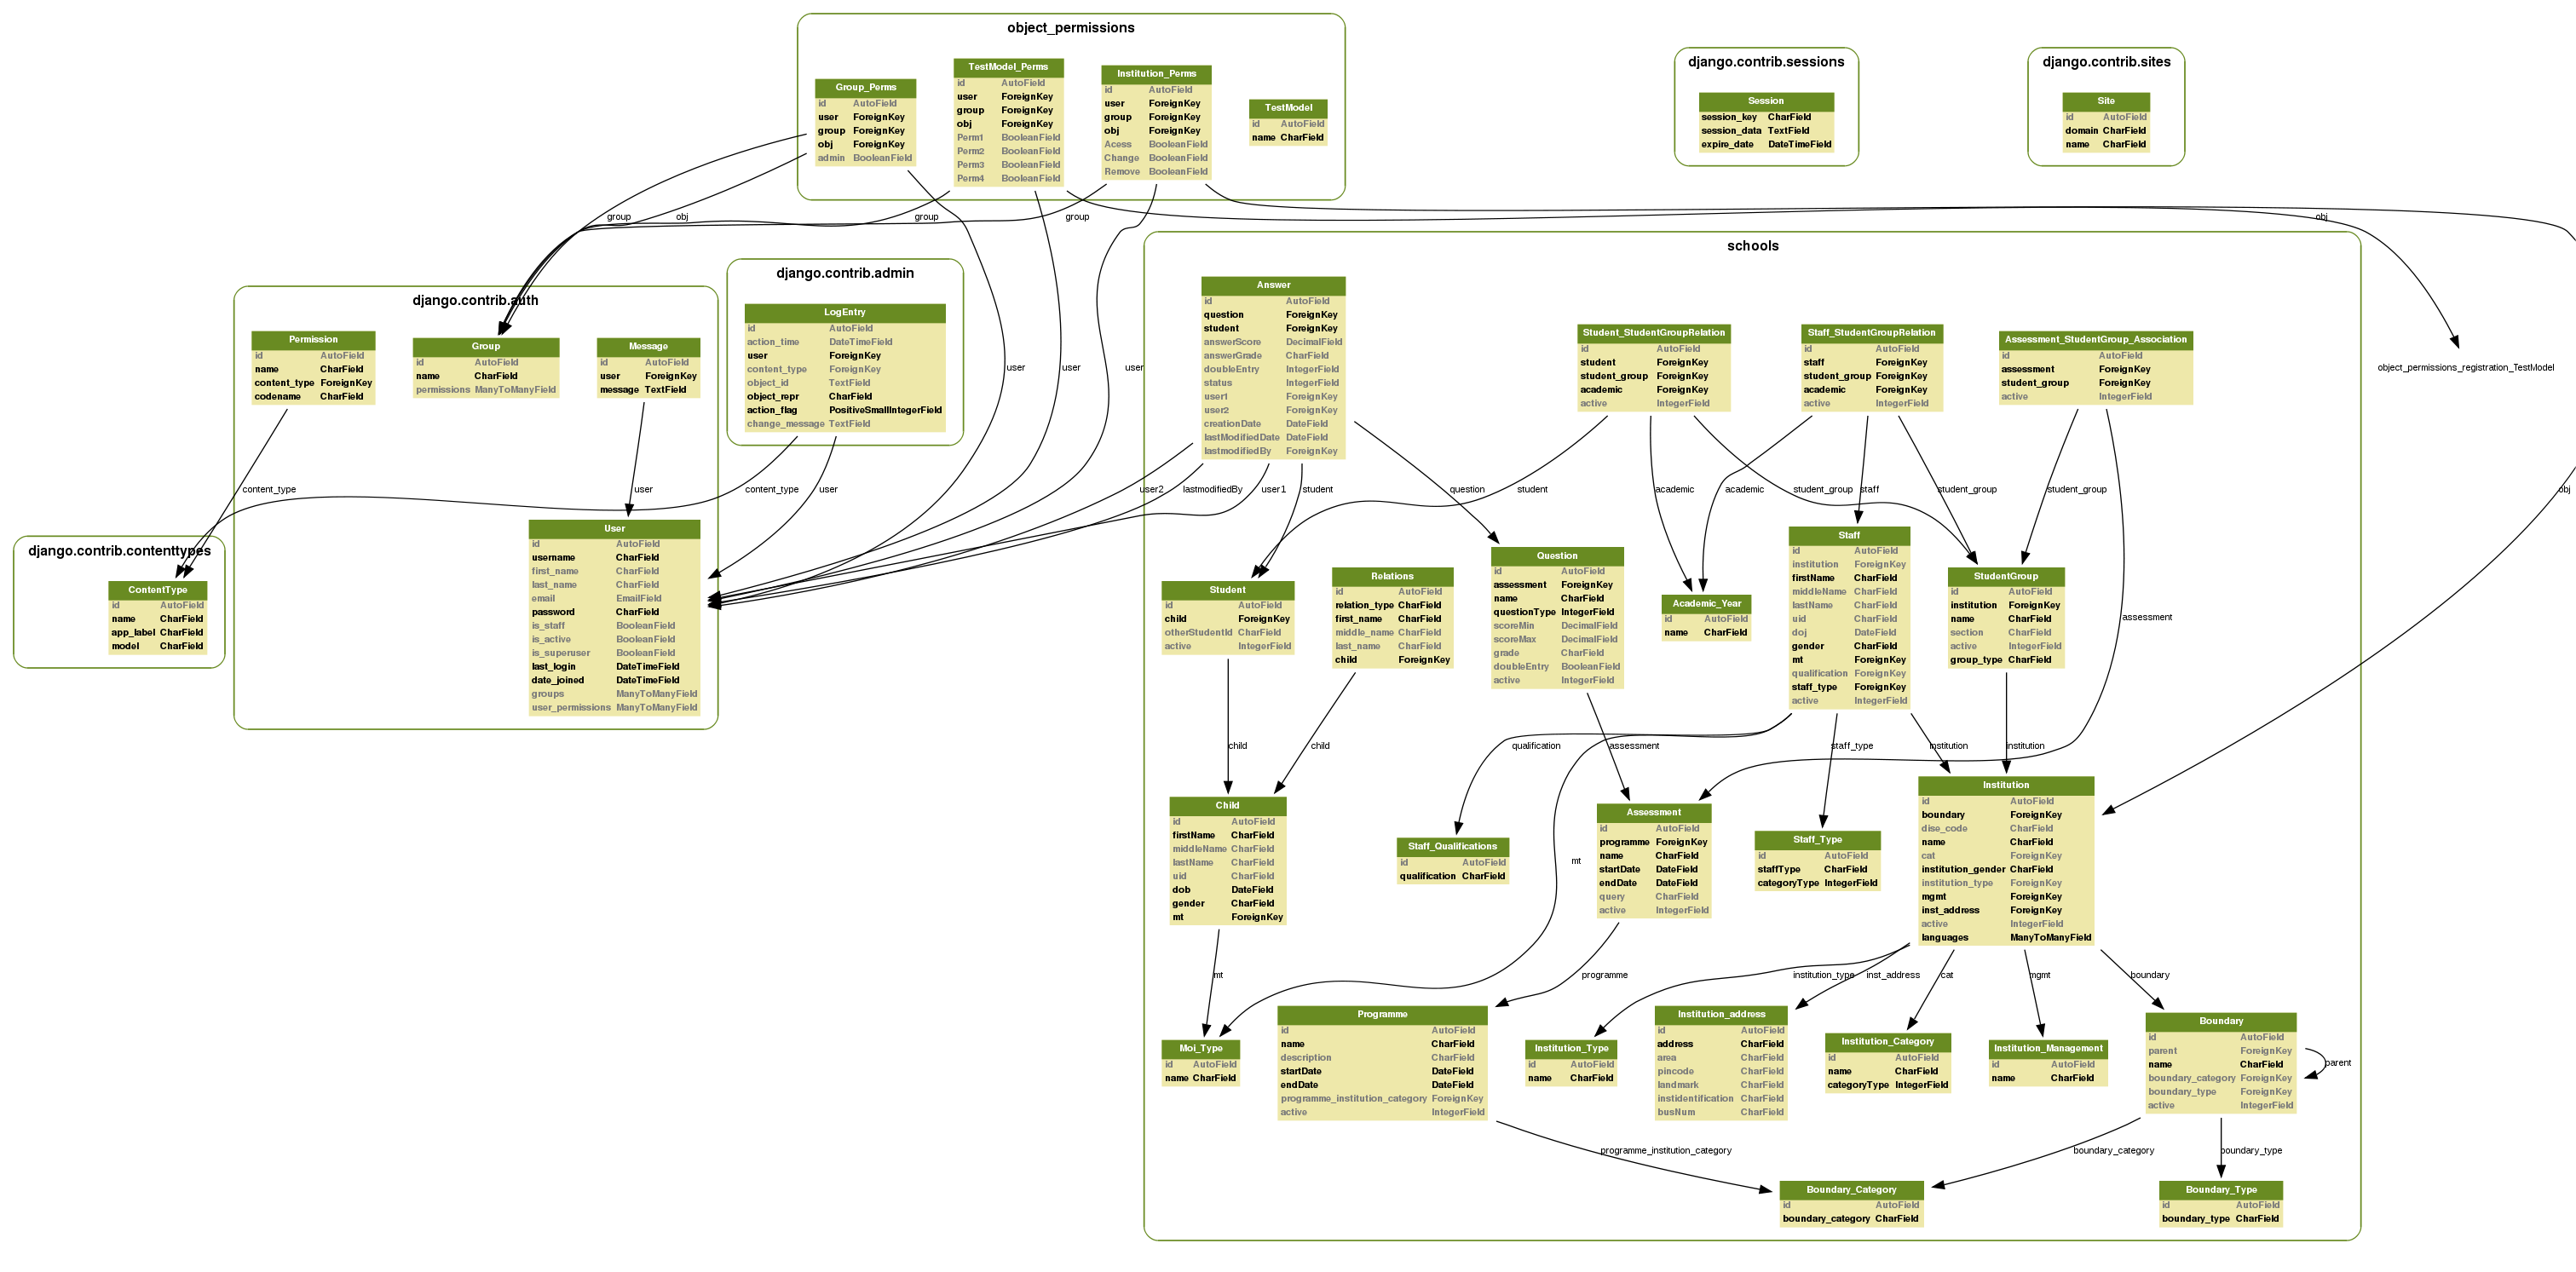 object_permissions
Group_Perms
id AutoField
user ForeignKey
group ForeignKey
obj ForeignKey
admin BooleanField
TestModel_Perms
id AutoField
user ForeignKey
group ForeignKey
obj ForeignKey
Perm1 BooleanField
Perm2 BooleanField
Perm3 BooleanField
Perm4 BooleanField
Institution_Perms
id AutoField
user ForeignKey
group ForeignKey
obj ForeignKey
Acess BooleanField
Change BooleanField
Remove BooleanField
TestModel
id AutoField
name CharField
django.contrib.sessions
Session
session_key CharField
session_data TextField
expire_date DateTimeField
django.contrib.sites
Site
id AutoField
domain CharField
name CharField
group
obj
group
group
obj
user
user
user
object_permissions_registration_TestModel
obj
django.contrib.auth
Permission
id AutoField
name CharField
content_type ForeignKey
codename CharField
Group
id AutoField
name CharField
permissions ManyToManyField
Message
id AutoField
user ForeignKey
message TextField
content_type
user
User
id AutoField
username CharField
first_name CharField
last_name CharField
email EmailField
password CharField
is_staff BooleanField
is_active BooleanField
is_superuser BooleanField
last_login DateTimeField
date_joined DateTimeField
groups ManyToManyField
user_permissions ManyToManyField
django.contrib.admin
LogEntry
id AutoField
action_time DateTimeField
user ForeignKey
content_type ForeignKey
object_id TextField
object_repr CharField
action_flag PositiveSmallIntegerField
change_message TextField
content_type
user
django.contrib.contenttypes
ContentType
id AutoField
name CharField
app_label CharField
model CharField
schools
Answer
id AutoField
question ForeignKey
student ForeignKey
answerScore DecimalField
answerGrade CharField
doubleEntry IntegerField
status IntegerField
user1 ForeignKey
user2 ForeignKey
creationDate DateField
lastModifiedDate DateField
lastmodifiedBy ForeignKey
Student_StudentGroupRelation
id AutoField
student ForeignKey
student_group ForeignKey
academic ForeignKey
active IntegerField
Staff_StudentGroupRelation
id AutoField
staff ForeignKey
student_group ForeignKey
academic ForeignKey
active IntegerField
Assessment_StudentGroup_Association
id AutoField
assessment ForeignKey
student_group ForeignKey
active IntegerField
user2
lastmodifiedBy
user1
student
question
student
academic
academic
student_group
staff
student_group
student_group
assessment
Student
id AutoField
child ForeignKey
otherStudentId CharField
active IntegerField
Relations
id AutoField
relation_type CharField
first_name CharField
middle_name CharField
last_name CharField
child ForeignKey
Question
id AutoField
assessment ForeignKey
name CharField
questionType IntegerField
scoreMin DecimalField
scoreMax DecimalField
grade CharField
doubleEntry BooleanField
active IntegerField
Academic_Year
id AutoField
name CharField
Staff
id AutoField
institution ForeignKey
firstName CharField
middleName CharField
lastName CharField
uid CharField
doj DateField
gender CharField
mt ForeignKey
qualification ForeignKey
staff_type ForeignKey
active IntegerField
StudentGroup
id AutoField
institution ForeignKey
name CharField
section CharField
active IntegerField
group_type CharField
child
child
qualification
assessment
staff_type
institution
institution
mt
Child
id AutoField
firstName CharField
middleName CharField
lastName CharField
uid CharField
dob DateField
gender CharField
mt ForeignKey
Staff_Qualifications
id AutoField
qualification CharField
Assessment
id AutoField
programme ForeignKey
name CharField
startDate DateField
endDate DateField
query CharField
active IntegerField
Staff_Type
id AutoField
staffType CharField
categoryType IntegerField
Institution
id AutoField
boundary ForeignKey
dise_code CharField
name CharField
cat ForeignKey
institution_gender CharField
institution_type ForeignKey
mgmt ForeignKey
inst_address ForeignKey
active IntegerField
languages ManyToManyField
mt
programme
institution_type
inst_address
cat
mgmt
boundary
Moi_Type
id AutoField
name CharField
Programme
id AutoField
name CharField
description CharField
startDate DateField
endDate DateField
programme_institution_category ForeignKey
active IntegerField
Institution_Type
id AutoField
name CharField
Institution_address
id AutoField
address CharField
area CharField
pincode CharField
landmark CharField
instidentification CharField
busNum CharField
Institution_Category
id AutoField
name CharField
categoryType IntegerField
Institution_Management
id AutoField
name CharField
Boundary
id AutoField
parent ForeignKey
name CharField
boundary_category ForeignKey
boundary_type ForeignKey
active IntegerField
parent
programme_institution_category
boundary_category
boundary_type
Boundary_Category
id AutoField
boundary_category CharField
Boundary_Type
id AutoField
boundary_type CharField